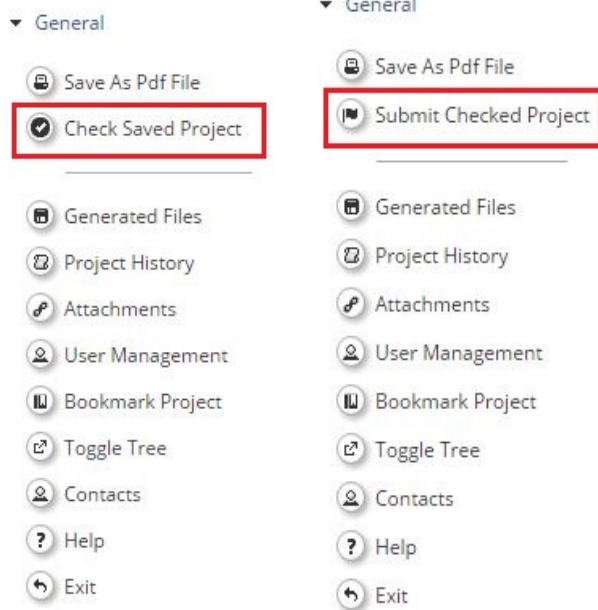 General
Save As Pdf File
Check Saved Project
Generated Files
Project History
Attachments
User Management
Bookmark Project
Toggle Tree
Contacts
Help
Exit
General
Save As Pdf File
Submit Checked Project
Generated Files
Project History
Attachments
User Management
Bookmark Project
Toggle Tree
Contacts
Help
Exit